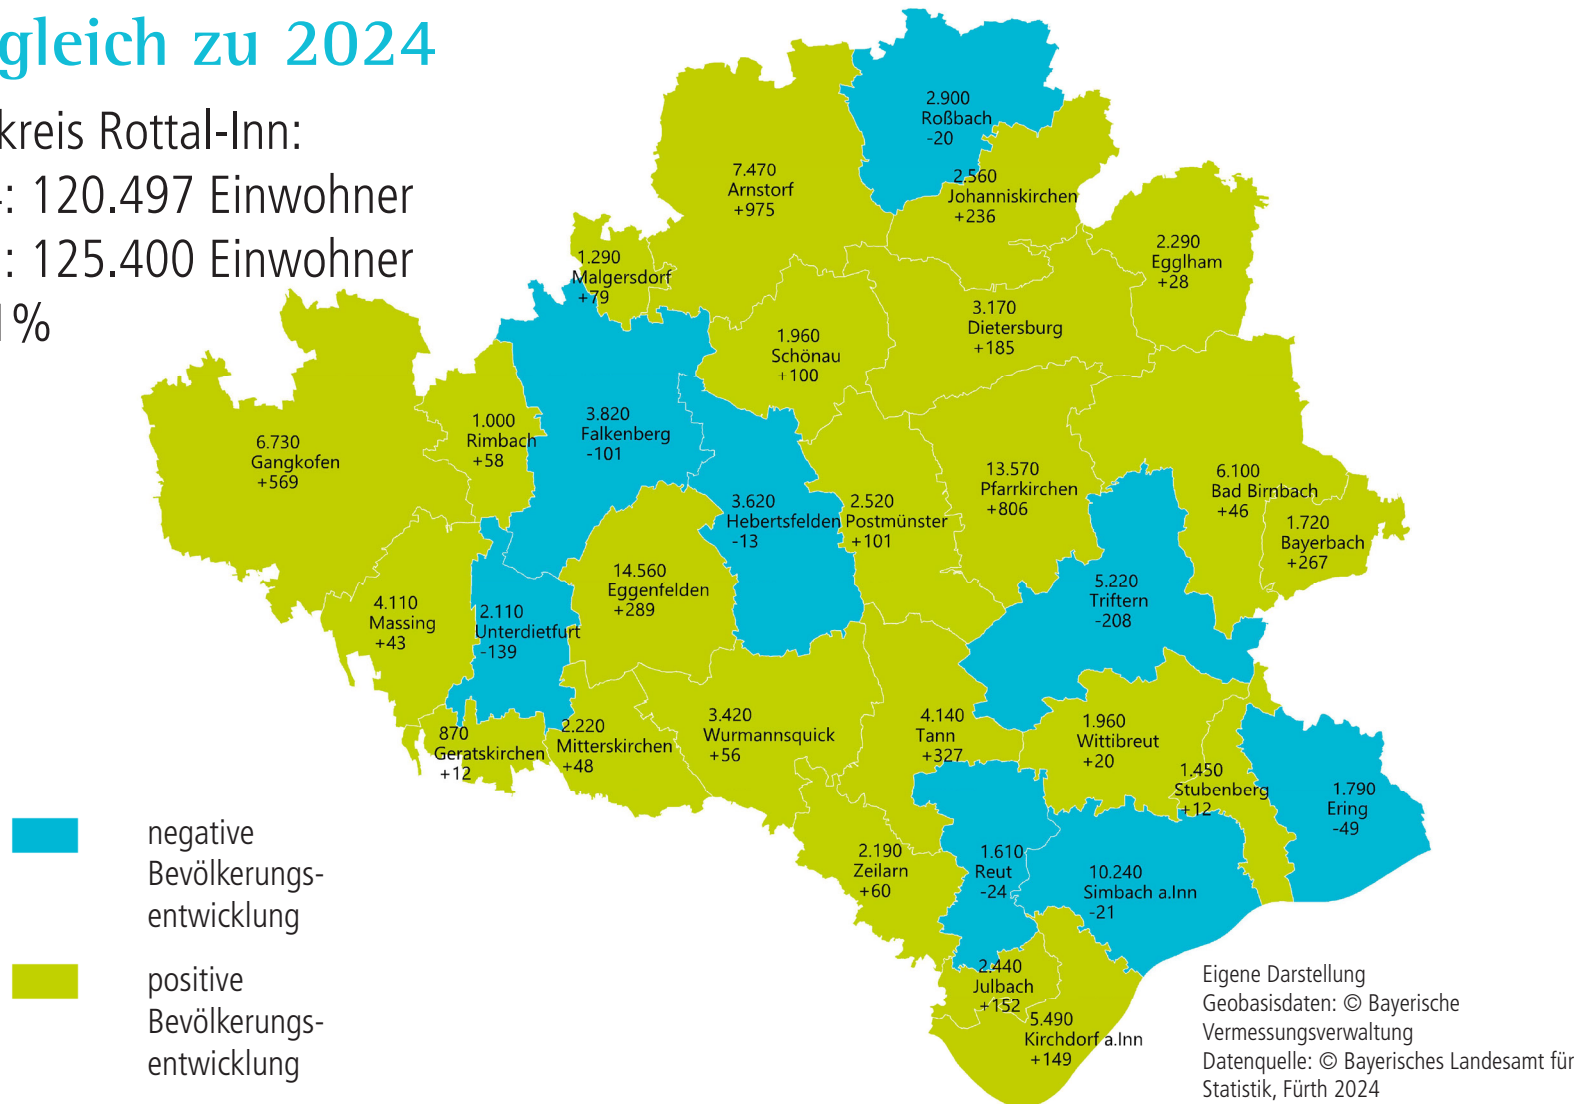 gleich zu 2024
kreis Rottal-Inn:
: 120.497 Einwohner
: 125.400 Einwohner
1%
2.900
Roßbach
-20
7.470
Arnstorf
+975
2.560
Johanniskirchen
+236
2.290
Egglham
+28
1.290
Malgersdorf
+79
3.170
Dietersburg
+185
1.960
Schönau
+100
6.730
Gangkofen
+569
1.000
Rimbach
+58
3.820
Falkenberg
-101
3.620
Hebertsfelden
-13
2.520
Postmünster
+101
13.570
Pfarrkirchen
+806
6.100
Bad Birnbach
+46
1.720
Bayerbach
+267
14.560
Eggenfelden
+289
5.220
Triftern
-208
4.110
Massing
+43
2.110
Unterdietfurt
-139
870
Geratskirchen
+12
2.220
Mitterskirchen
+48
3.420
Wurmannsquick
+56
4.140
Tann
+327
1.960
Wittibreut
+20
1.450
Stubenberg
+12
1.790
Ering
-49
2.190
Zeilarn
+60
1.610
Reut
-24
10.240
Simbach a.Inn
-21
2.440
Julbach
+152
5.490
Kirchdorf a.Inn
+149
negative
Bevölkerungs-
entwicklung
positive
Bevölkerungs-
entwicklung
Eigene Darstellung
Geobasisdaten: © Bayerische
Vermessungsverwaltung
Datenquelle: © Bayerisches Landesamt für
Statistik, Fürth 2024